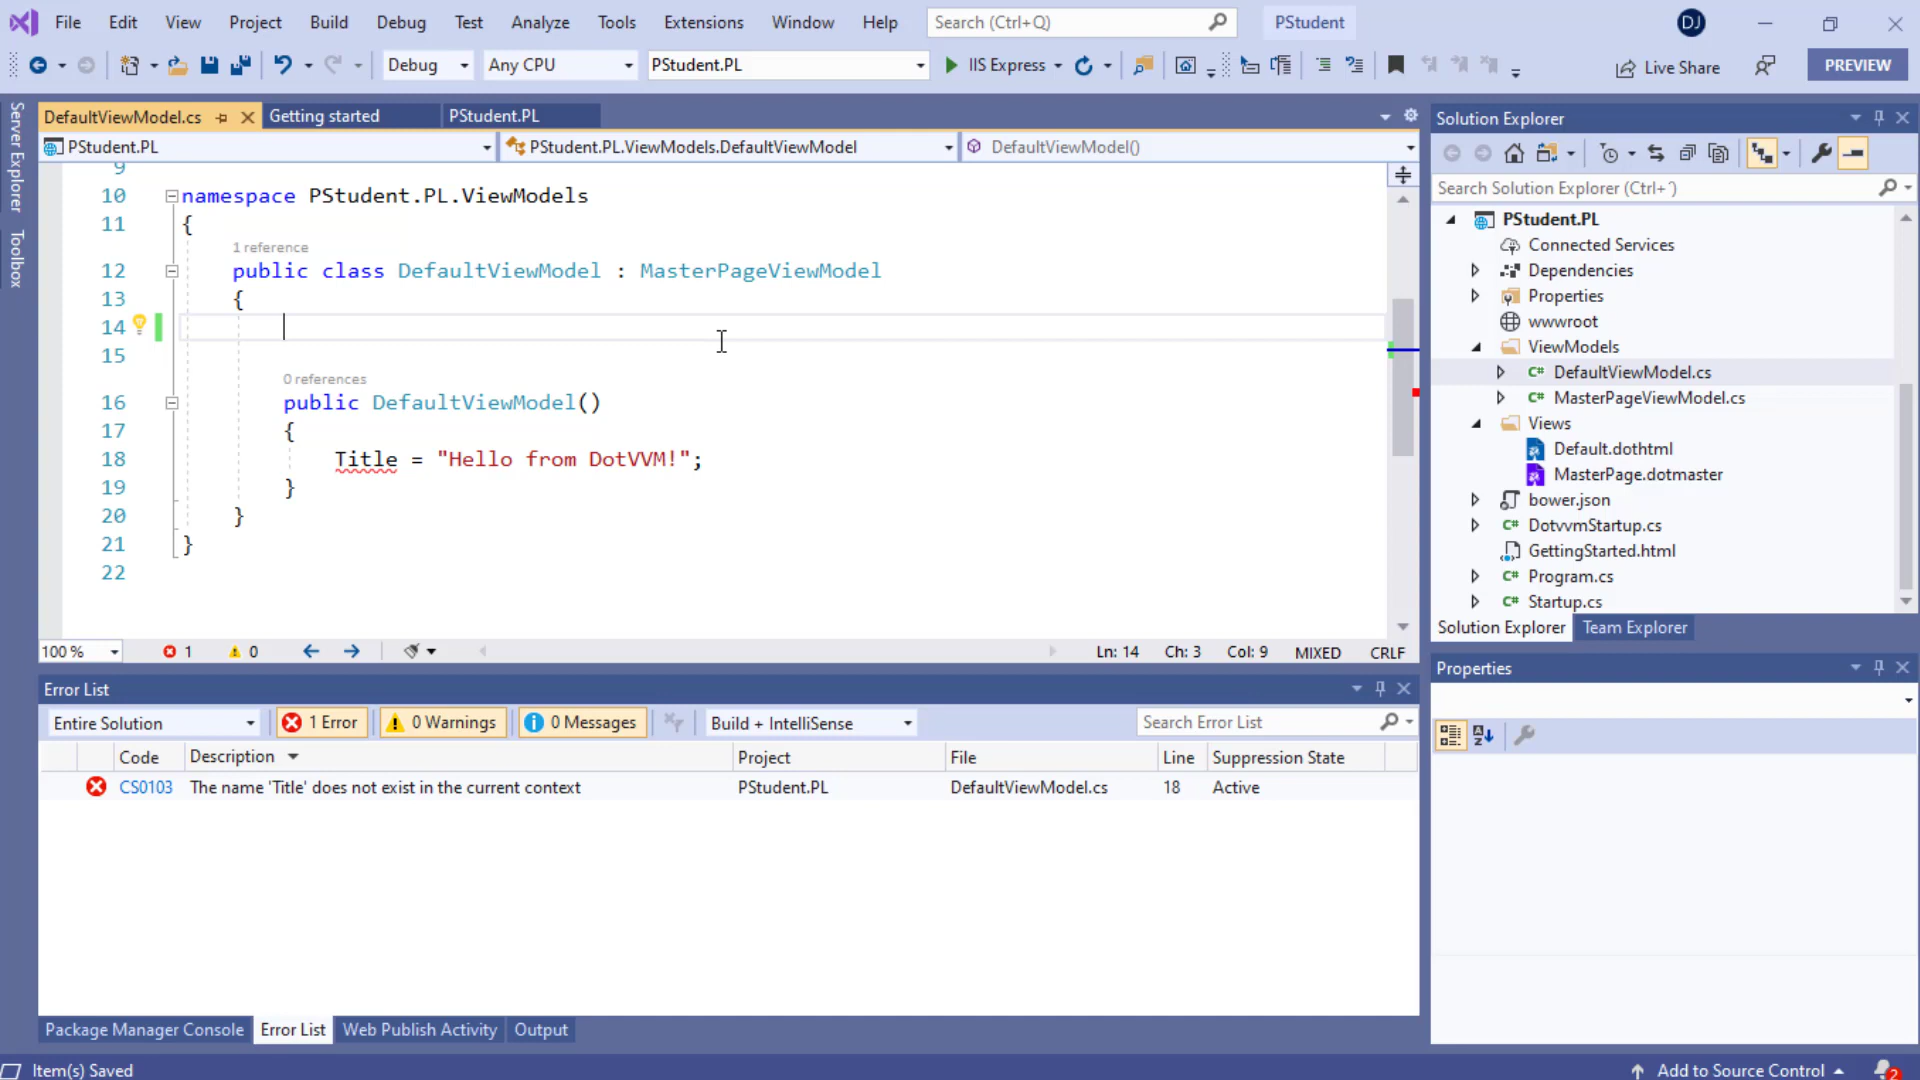 File Edit View Project Build Debug Test Analyze Tools Extensions Window Help Search (Ctrl+Q) PStudent DJ
Debug Any CPU PStudent.PL IIS Express Live Share PREVIEW
Server Explorer
Toolbox
DefaultViewModel.cs Getting started PStudent.PL
PStudent.PL PStudent.PL.ViewModels.DefaultViewModel DefaultViewModel()
9
10 namespace PStudent.PL.ViewModels
11 {
1 reference
12 public class DefaultViewModel : MasterPageViewModel
13 {
14
15
0 references
16 public DefaultViewModel()
17 {
18 Title = "Hello from DotVVM!";
19 }
20 }
21 }
22
100 % 1 0 Ln: 14 Ch: 3 Col: 9 MIXED CRLF
Error List
Entire Solution 1 Error 0 Warnings 0 Messages Build + IntelliSense Search Error List
Code Description Project File Line Suppression State
CS0103 The name 'Title' does not exist in the current context PStudent.PL DefaultViewModel.cs 18 Active
Package Manager Console Error List Web Publish Activity Output
Solution Explorer
Search Solution Explorer (Ctrl+´)
PStudent.PL
Connected Services
Dependencies
Properties
wwwroot
ViewModels
C# DefaultViewModel.cs
C# MasterPageViewModel.cs
Views
Default.dothtml
MasterPage.dotmaster
bower.json
C# DotvvmStartup.cs
GettingStarted.html
C# Program.cs
C# Startup.cs
Solution Explorer Team Explorer
Properties
Item(s) Saved Add to Source Control 2